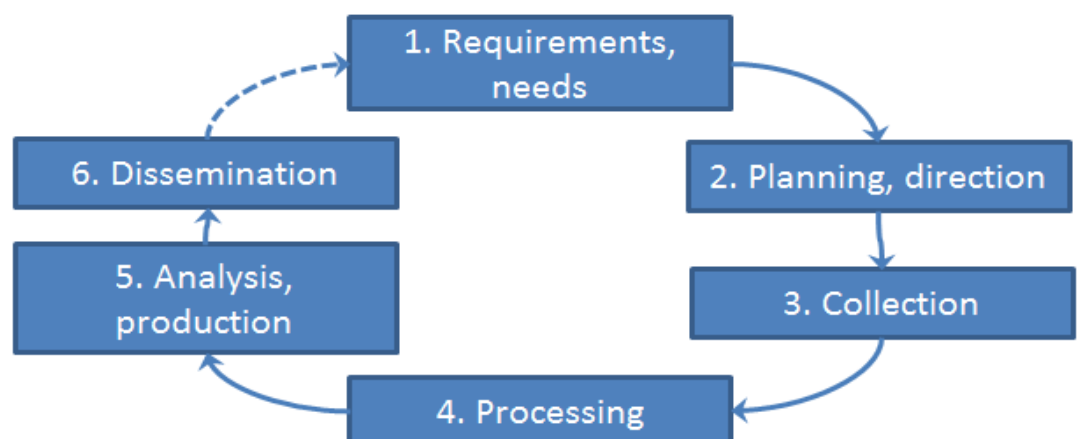 1. Requirements,
needs
2. Planning, direction
3. Collection
4. Processing
5. Analysis,
production
6. Dissemination